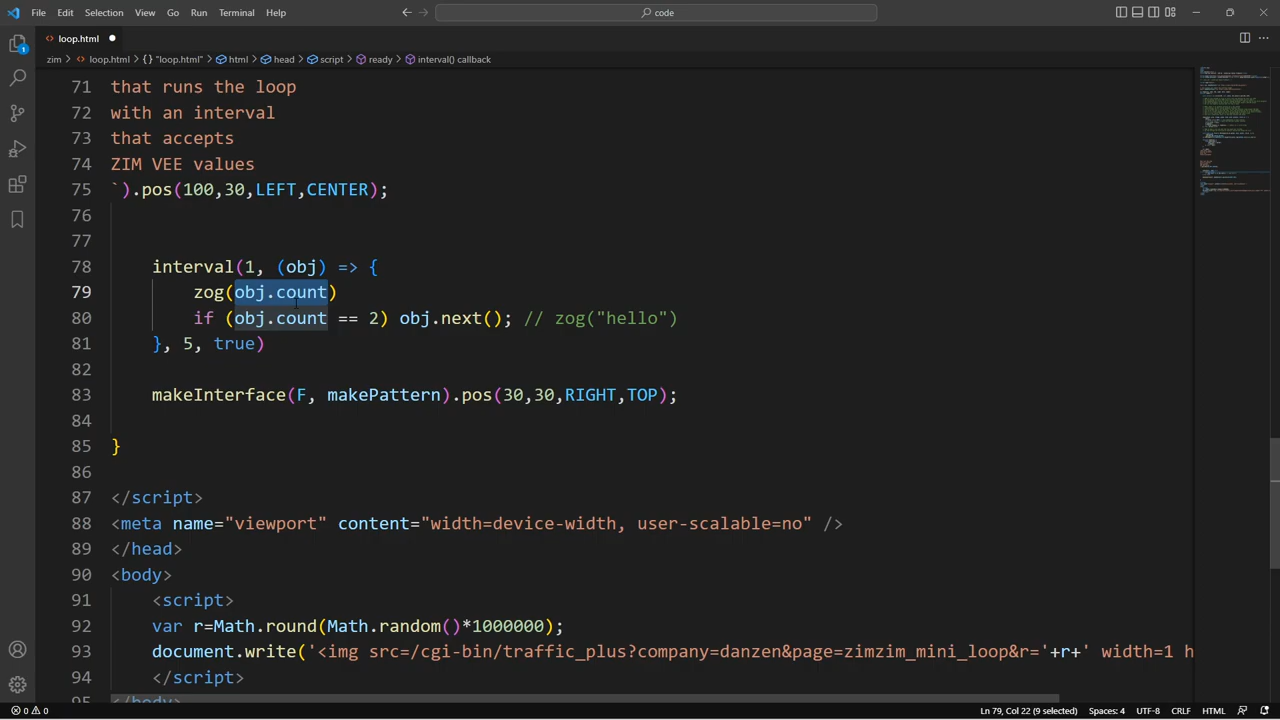 File Edit Selection View Go Run Terminal Help
code
loop.html
zim > loop.html > "loop.html" > html > head > script > ready > interval() callback
1
71 that runs the loop
72 with an interval
73 that accepts
74 ZIM VEE values
75 `).pos(100,30,LEFT,CENTER);
76
77
78 interval(1, (obj) => {
79 zog(obj.count)
80 if (obj.count == 2) obj.next(); // zog("hello")
81 }, 5, true)
82
83 makeInterface(F, makePattern).pos(30,30,RIGHT,TOP);
84
85 }
86
87 </script>
88 <meta name="viewport" content="width=device-width, user-scalable=no" />
89 </head>
90 <body>
91 <script>
92 var r=Math.round(Math.random()*1000000);
93 document.write('<img src=/cgi-bin/traffic_plus?company=danzen&page=zimzim_mini_loop&r='+r+' width=1 h
94 </script>
95 </body>
0 0 Ln 79, Col 22 (9 selected) Spaces: 4 UTF-8 CRLF HTML